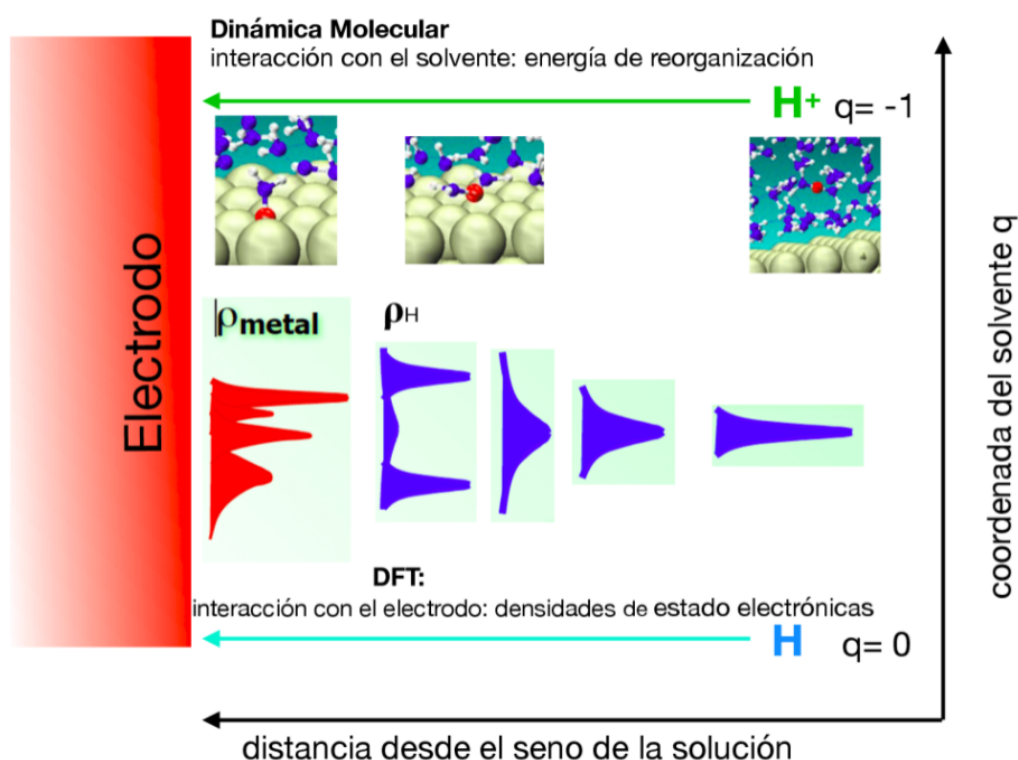 Dinámica Molecular
interacción con el solvente: energía de reorganización
H+ q= -1
Electrodo
ρmetal
ρH
coordenada del solvente q
DFT:
interacción con el electrodo: densidades de estado electrónicas
H q= 0
distancia desde el seno de la solución